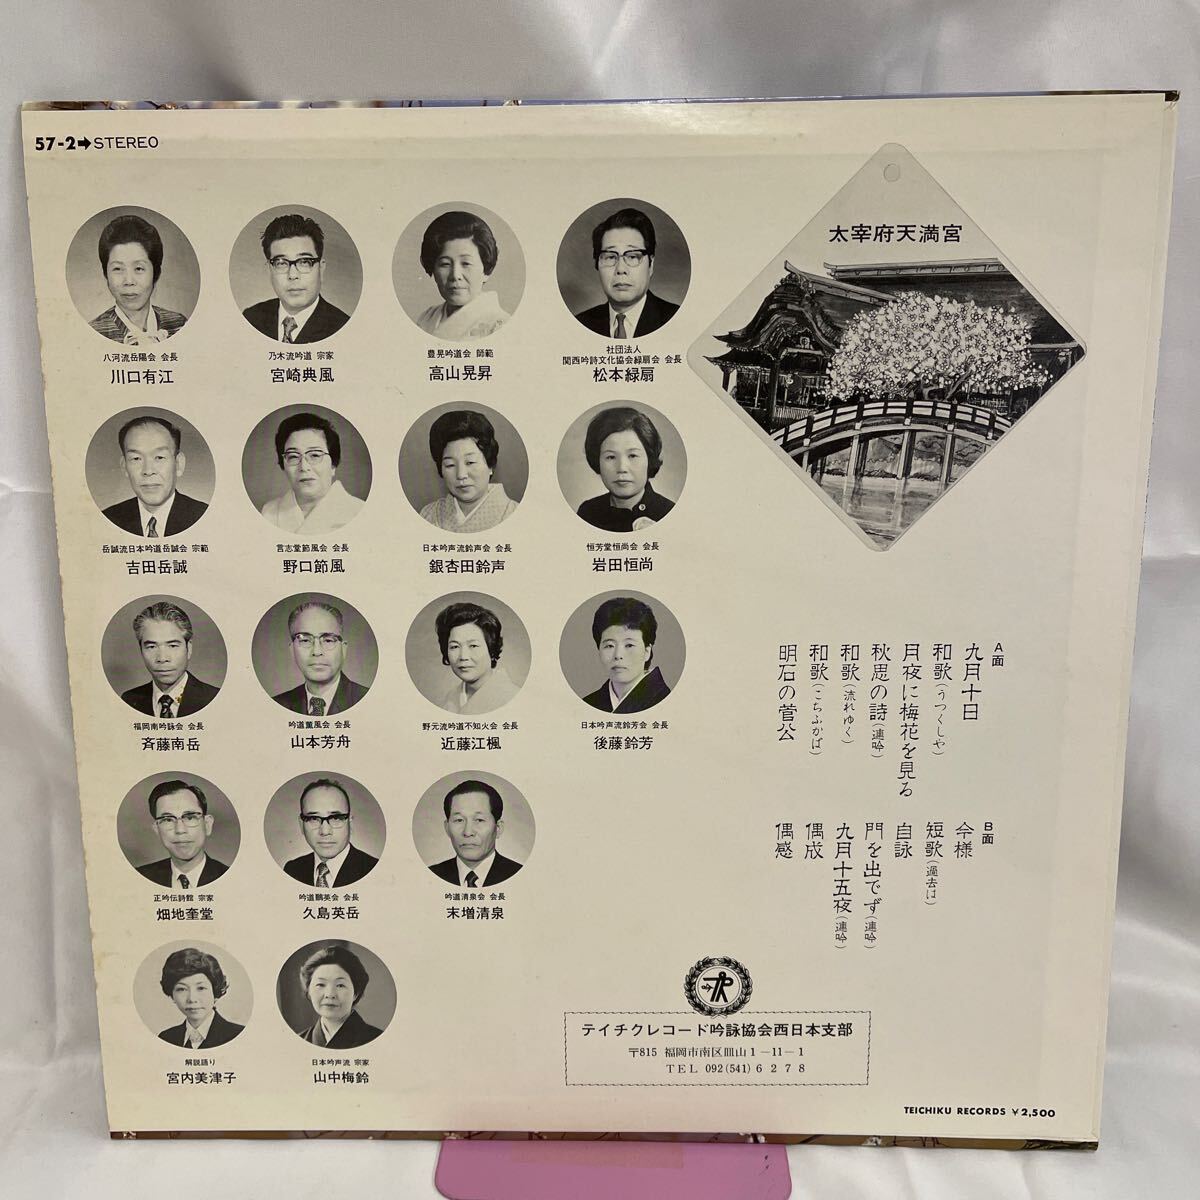 57-2➡STEREO
太宰府天満宮
八河流岳陽会 会長
川口有江
乃木流吟道 宗家
宮崎典風
豊晃吟道会 師範
高山晃昇
社団法人
関西吟詩文化協会緑扇会 会長
松本緑扇
岳誠流日本吟道岳誠会 宗範
吉田岳誠
言志堂節風会 会長
野口節風
日本吟声流鈴声会 会長
銀杏田鈴声
恒芳堂恒尚会 会長
岩田恒尚
福岡南吟詠会 会長
斉藤南岳
吟道薫風会 会長
山本芳舟
野元流吟道不知火会 会長
近藤江楓
日本吟声流鈴芳会 会長
後藤鈴芳
正吟伝詩館 宗家
畑地奎堂
吟道鵬英会 会長
久島英岳
吟道清泉会 会長
末増清泉
解説語り
宮内美津子
日本吟声流 宗家
山中梅鈴
A面
九月十日
和歌(うつくしや)
月夜に梅花を見る
秋思の詩(連吟)
和歌(流れゆく)
和歌(こちふかば)
明石の菅公
B面
今様
短歌(過去は)
自詠
門を出でず(連吟)
九月十五夜(連吟)
偶成
偶感
テイチクレコード吟詠協会西日本支部
〒815 福岡市南区皿山1-11-1
TEL 092(541)6278
TEICHIKU RECORDS ¥2,500